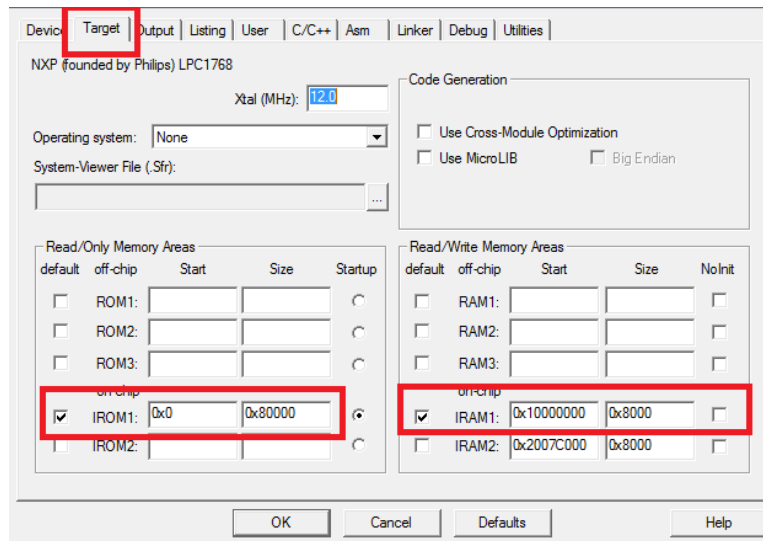 Device Target Output Listing User C/C++ Asm Linker Debug Utilities
NXP (founded by Philips) LPC1768
Xtal (MHz): 12.0
Operating system: None
System-Viewer File (.Sfr):
...
Code Generation
Use Cross-Module Optimization
Use MicroLIB Big Endian
Read/Only Memory Areas
default off-chip Start Size Startup
ROM1:
ROM2:
ROM3:
on-chip
IROM1: 0x0 0x80000
IROM2:
Read/Write Memory Areas
default off-chip Start Size NoInit
RAM1:
RAM2:
RAM3:
on-chip
IRAM1: 0x10000000 0x8000
IRAM2: 0x2007C000 0x8000
OK Cancel Defaults Help